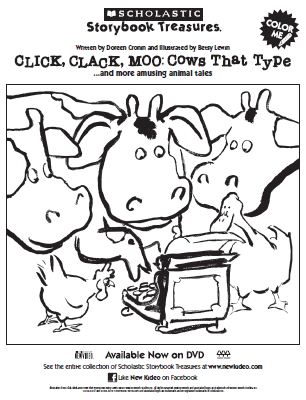 SCHOLASTIC
Storybook Treasures.
COLOR
ME!
Written by Doreen Cronin and Illustrated by Betsy Lewin
CLICK, CLACK, MOO: Cows That Type
...and more amusing animal tales
Available Now on DVD
See the entire collection of Scholastic Storybook Treasures at www.newkideo.com
f Like New Kideo on Facebook